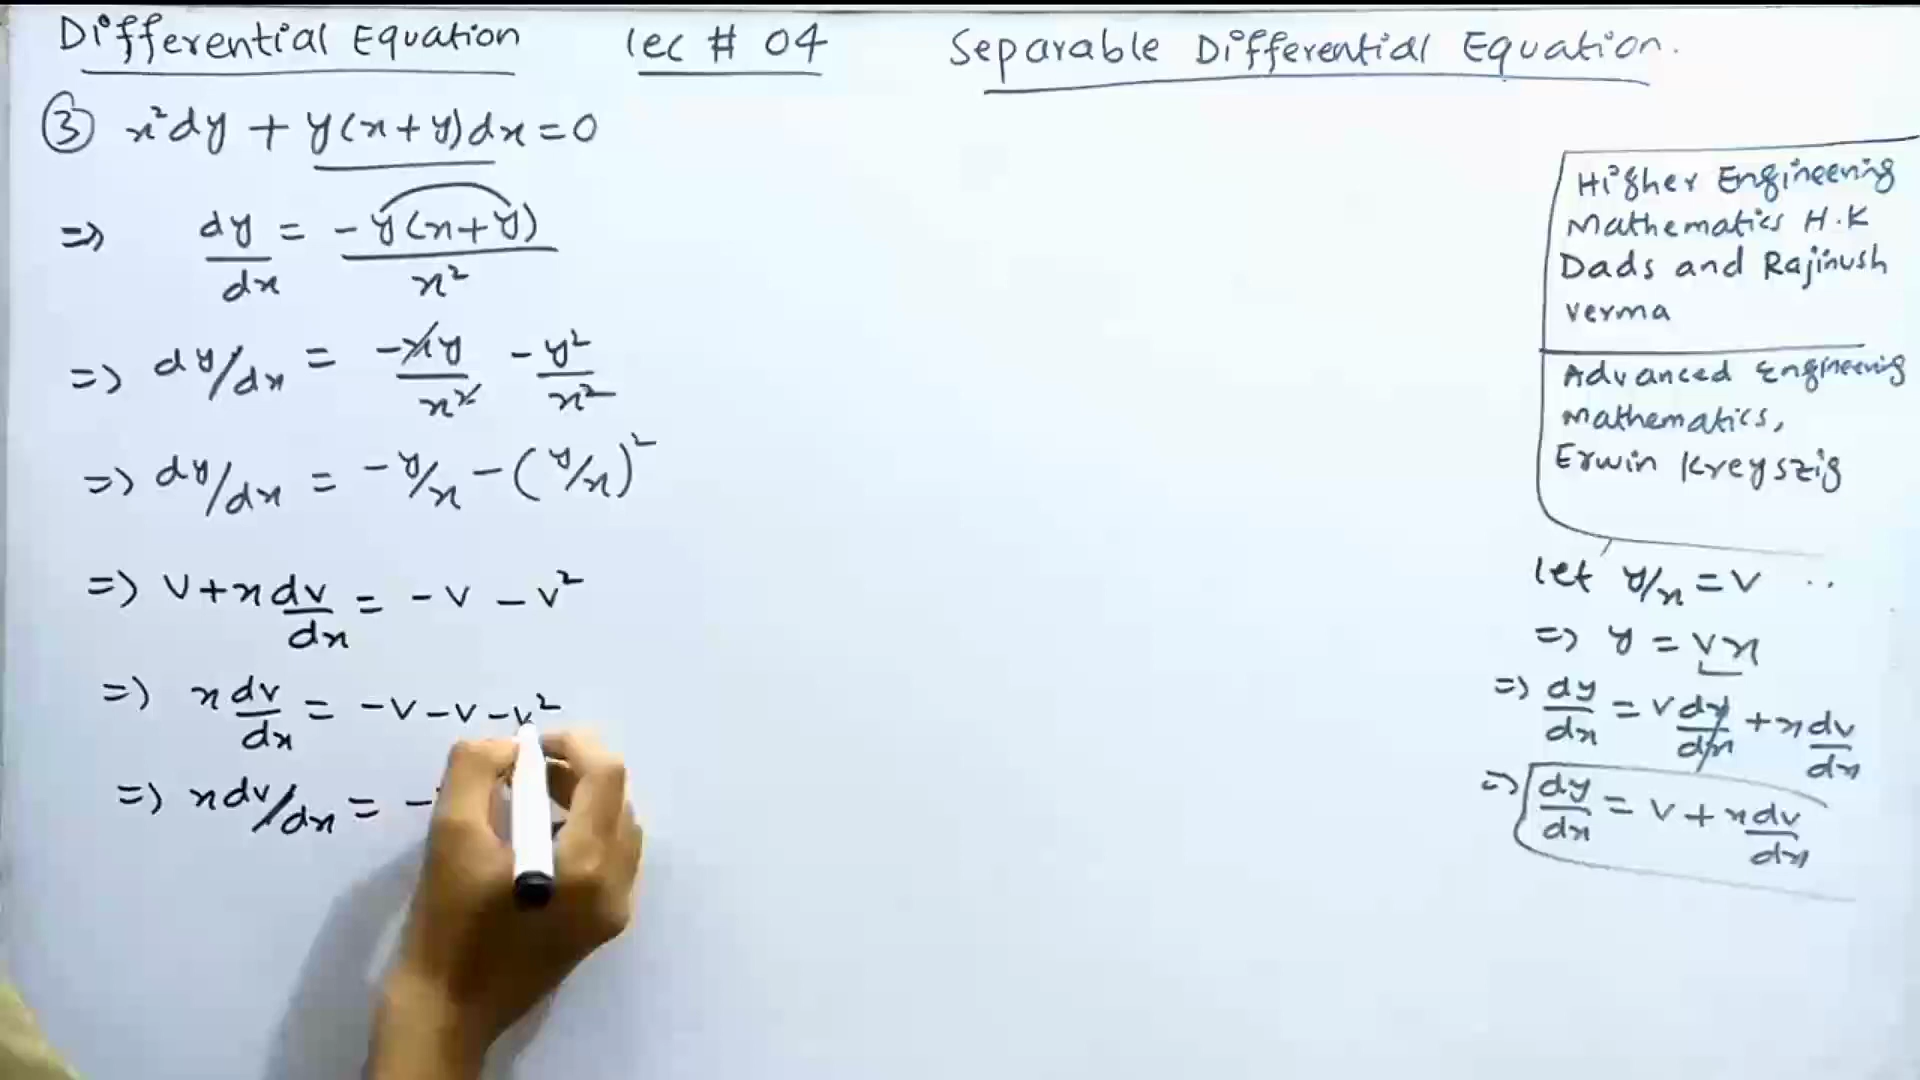 Differential Equation lec # 04 Separable Differential Equation.
③ x²dy + y(x+y)dx=0
=> dy/dx = -y(x+y)/x²
=> dy/dx = -xy/x² - y²/x²
=> dy/dx = -y/x - (y/x)²
=> v+x dv/dx = -v - v²
=> x dv/dx = -v-v-v²
=> x dv/dx = -
Higher Engineering
Mathematics H.K
Dads and Rajinush
verma
Advanced Engineering
Mathematics,
Erwin Kreyszig
let y/x = v ..
=> y = vx
=> dy/dx = v dx/dx + x dv/dx
=> dy/dx = v + x dv/dx